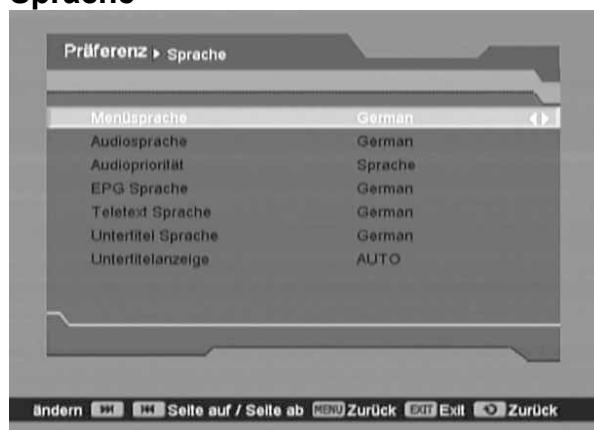 Sprache
Präferenz ▸ Sprache
Menüsprache German
Audiosprache German
Audiopriorität Sprache
EPG Sprache German
Teletext Sprache German
Untertitel Sprache German
Untertitelanzeige AUTO
ändern Seite auf / Seite ab MENU Zurück EXIT Exit Zurück